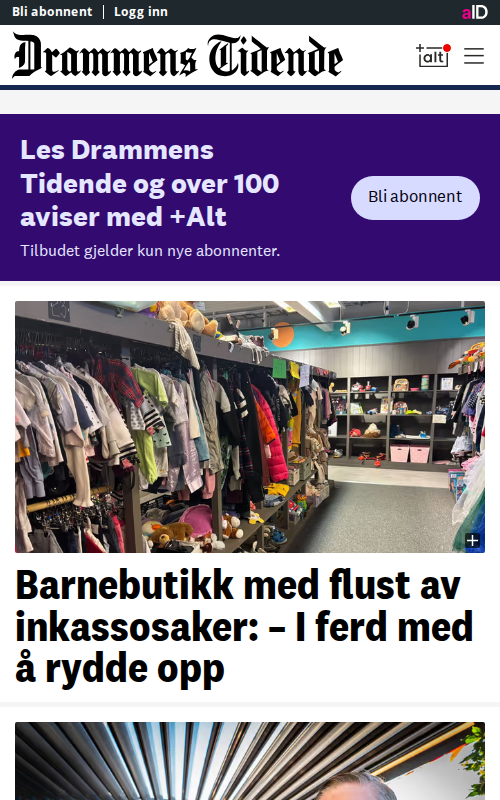 Bli abonnent
Logg inn
aID
Drammens Tidende
+alt
Les Drammens
Tidende og over 100
aviser med +Alt
Tilbudet gjelder kun nye abonnenter.
Bli abonnent
Barnebutikk med flust av
inkassosaker: – I ferd med
å rydde opp